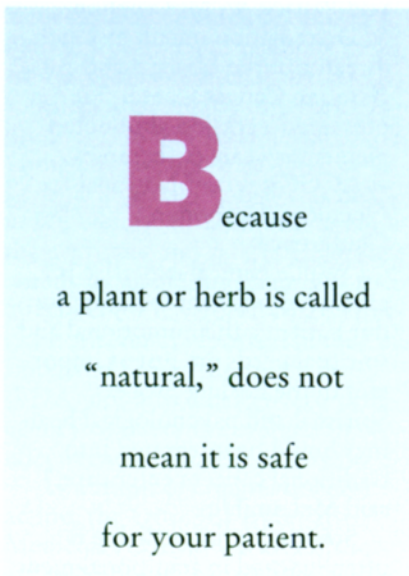 Because
a plant or herb is called
“natural,” does not
mean it is safe
for your patient.